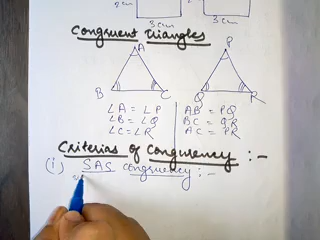 3cm
3cm
Congruent Triangles
A
P
B
C
Q
R
∠A = ∠P
AB = PQ
∠B = ∠Q
BC = QR
∠C = ∠R
AC = PR
Criterias of Congruency :-
(i) SAS Congruency :-